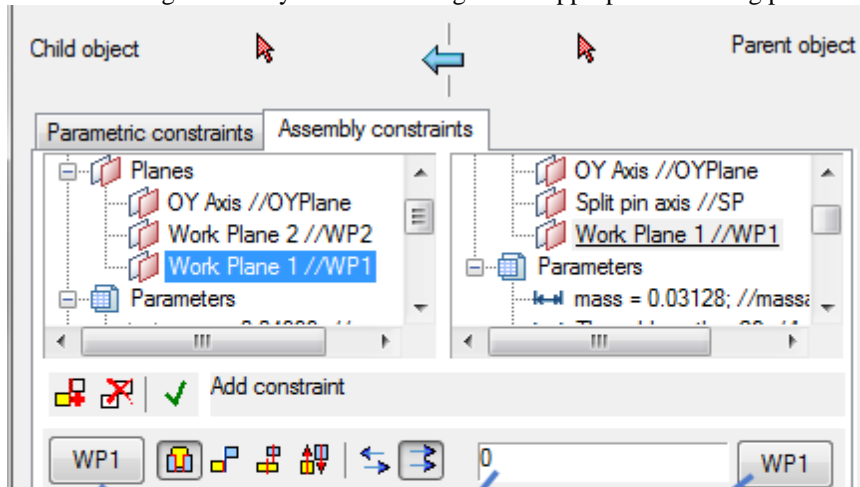 Child object
Parent object
Parametric constraints
Assembly constraints
Planes
OY Axis //OYPlane
Work Plane 2 //WP2
Work Plane 1 //WP1
Parameters
OY Axis //OYPlane
Split pin axis //SP
Work Plane 1 //WP1
Parameters
mass = 0.03128; //massa
Add constraint
WP1
0
WP1